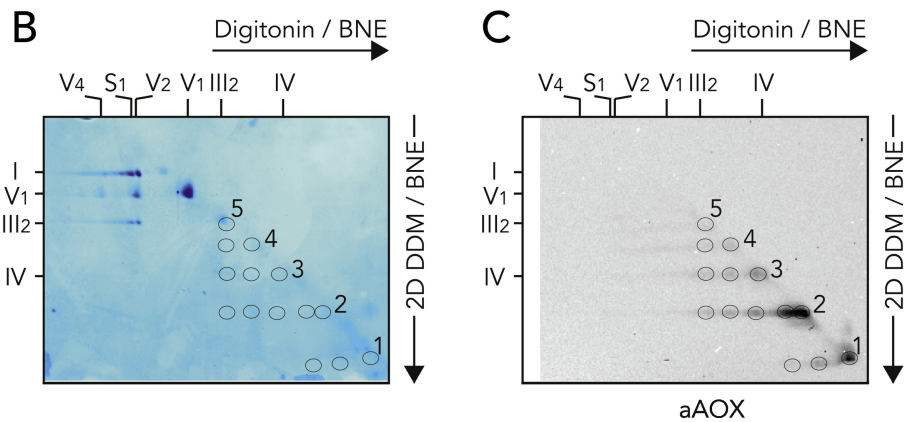 B
Digitonin / BNE
V4 S1 V2 V1 III2 IV
I
V1
III2
IV
5
4
3
2
1
2D DDM / BNE
C
Digitonin / BNE
V4 S1 V2 V1 III2 IV
I
V1
III2
IV
5
4
3
2
1
2D DDM / BNE
aAOX